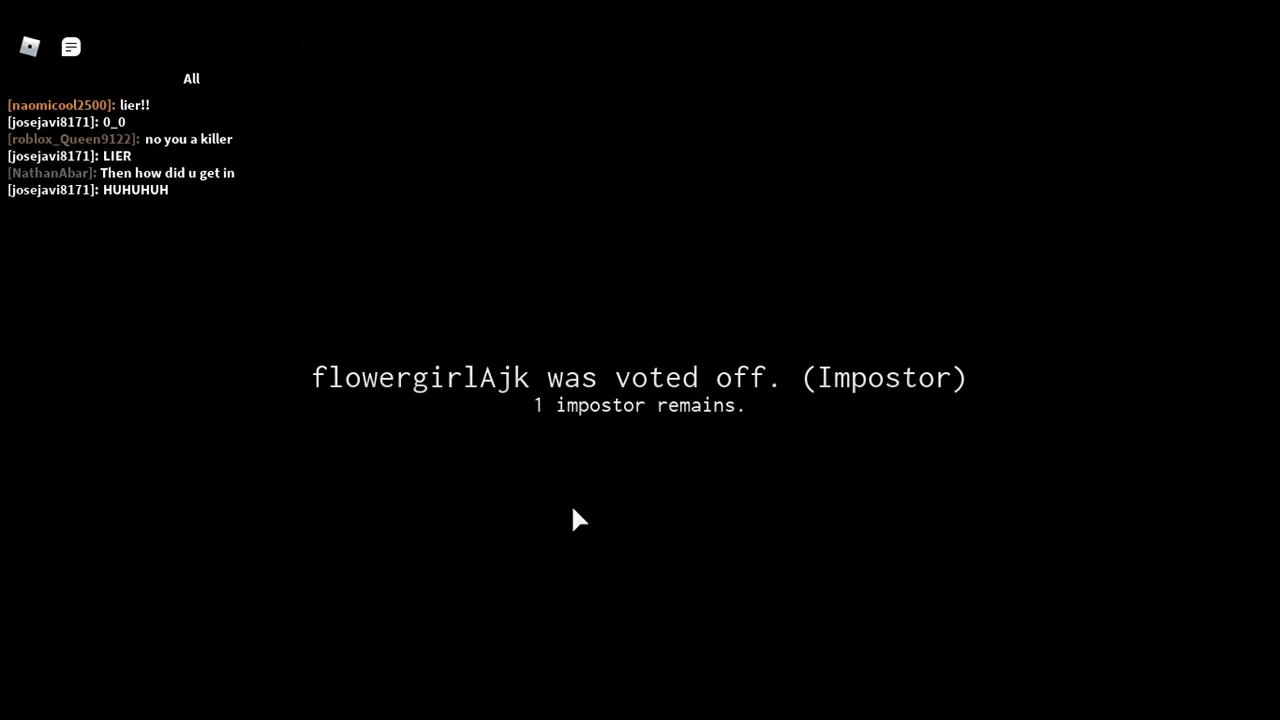 All
[naomicool2500]: lier!!
[josejavi8171]: 0_0
[roblox_Queen9122]: no you a killer
[josejavi8171]: LIER
[NathanAbar]: Then how did u get in
[josejavi8171]: HUHUHUH
flowergirlAjk was voted off. (Impostor)
1 impostor remains.